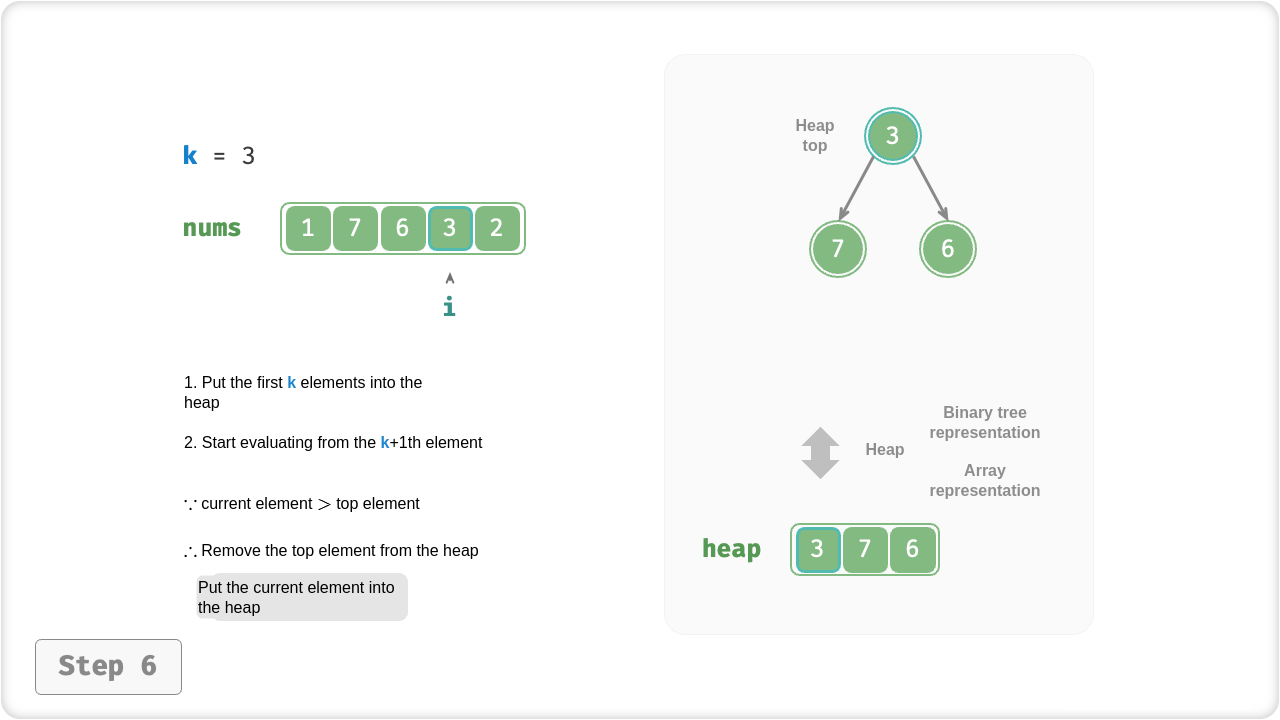 k = 3
nums 1 7 6 3 2
i
1. Put the first k elements into the
heap
2. Start evaluating from the k+1th element
∵ current element > top element
∴ Remove the top element from the heap
Put the current element into
the heap
Step 6
Heap
top
3
7 6
Binary tree
representation
Heap
Array
representation
heap 3 7 6